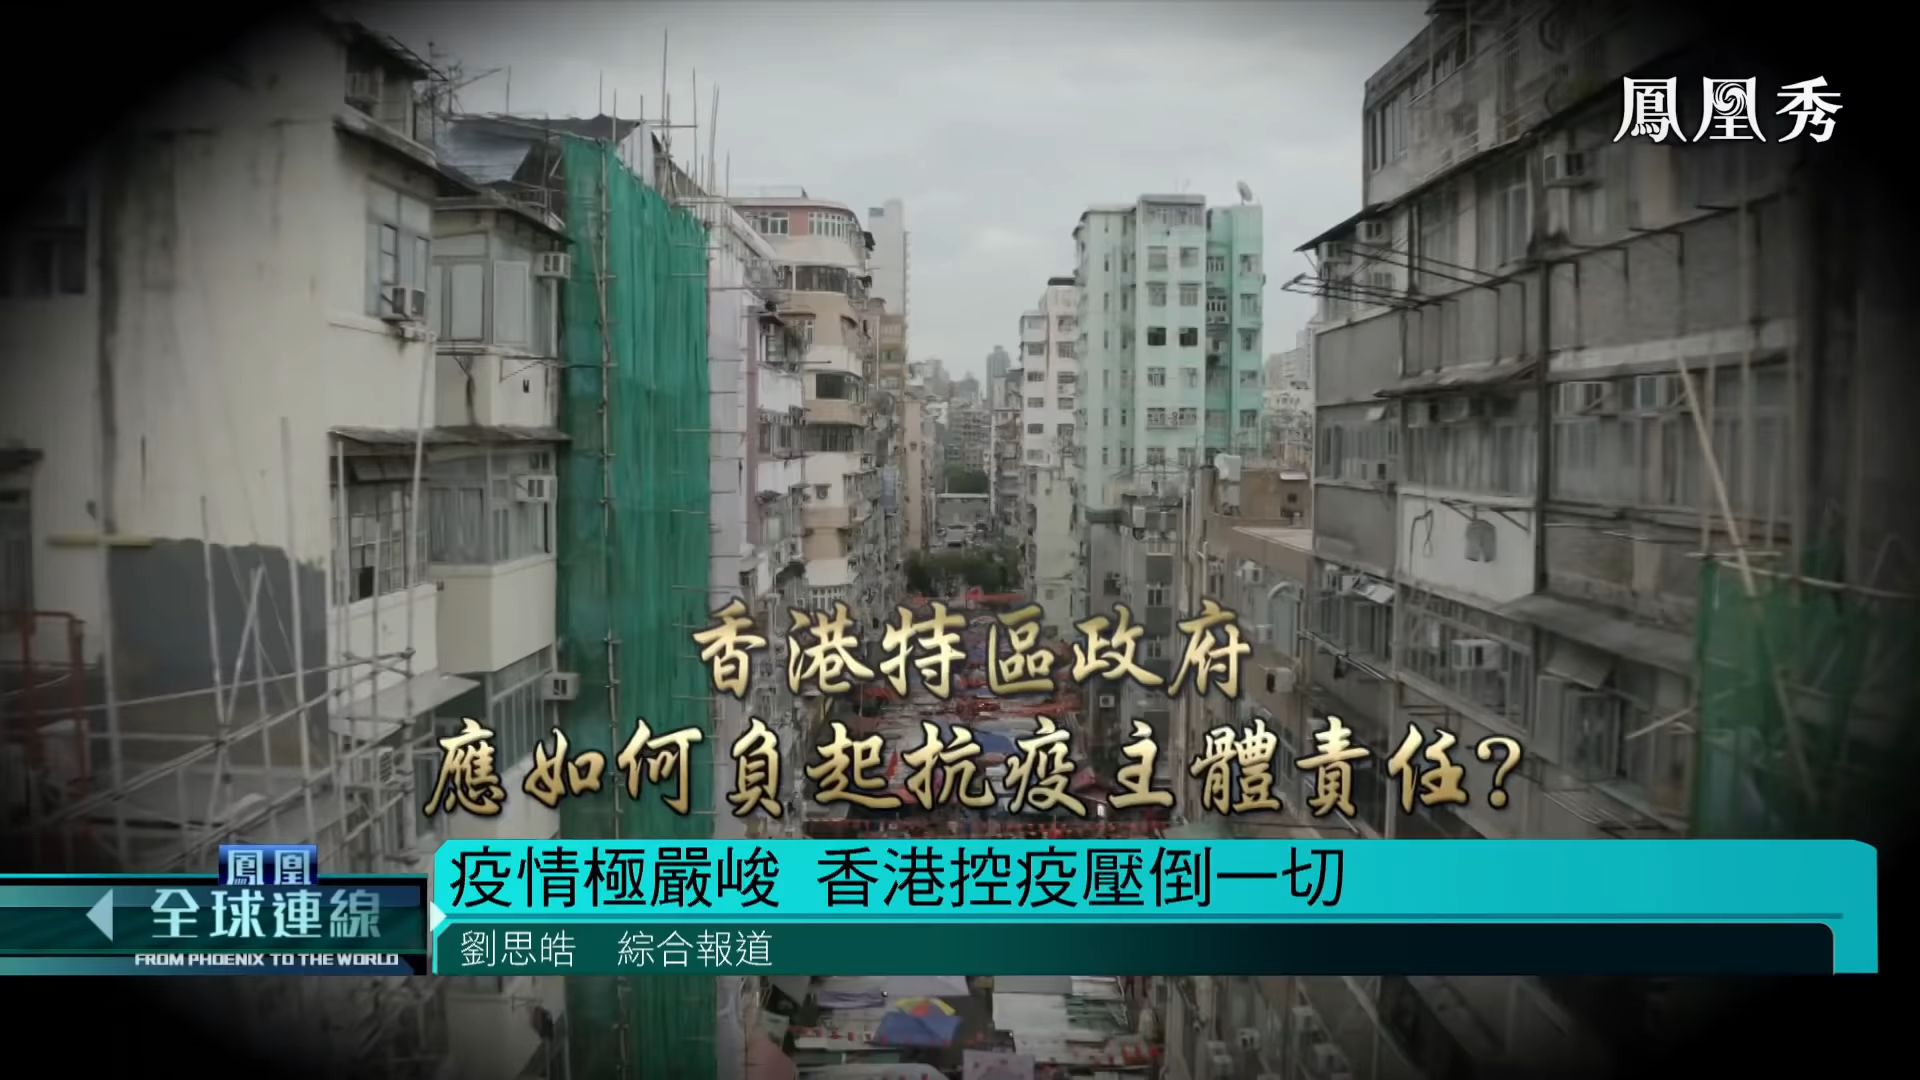 鳳凰秀
香港特區政府
應如何負起抗疫主體責任?
鳳凰
全球連線
FROM PHOENIX TO THE WORLD
疫情極嚴峻 香港控疫壓倒一切
劉思皓 綜合報道